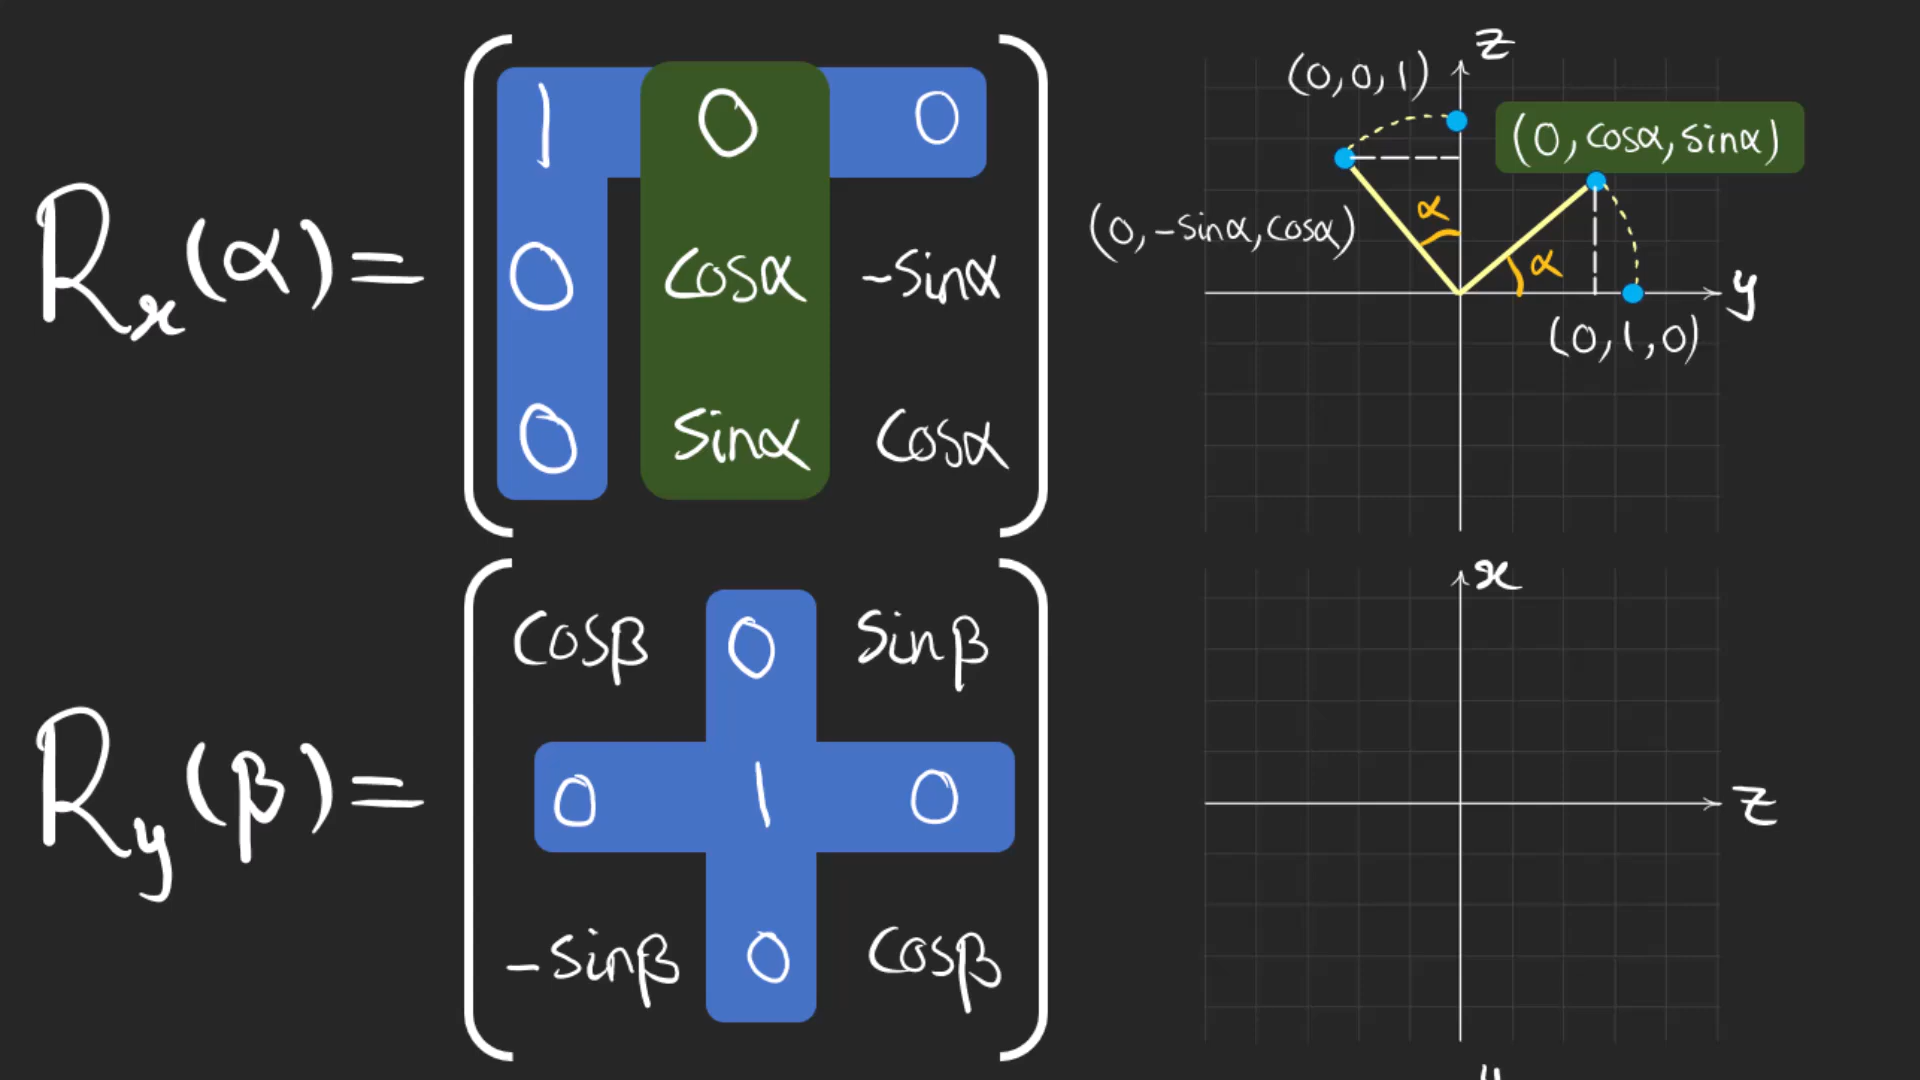 Rx(α) =
1 0 0
0 cosα -sinα
0 sinα cosα
z
(0,0,1)
(0,cosα,sinα)
(0,-sinα,cosα)
α
α
y
(0,1,0)
Ry(β) =
cosβ 0 sinβ
0 1 0
-sinβ 0 cosβ
x
z